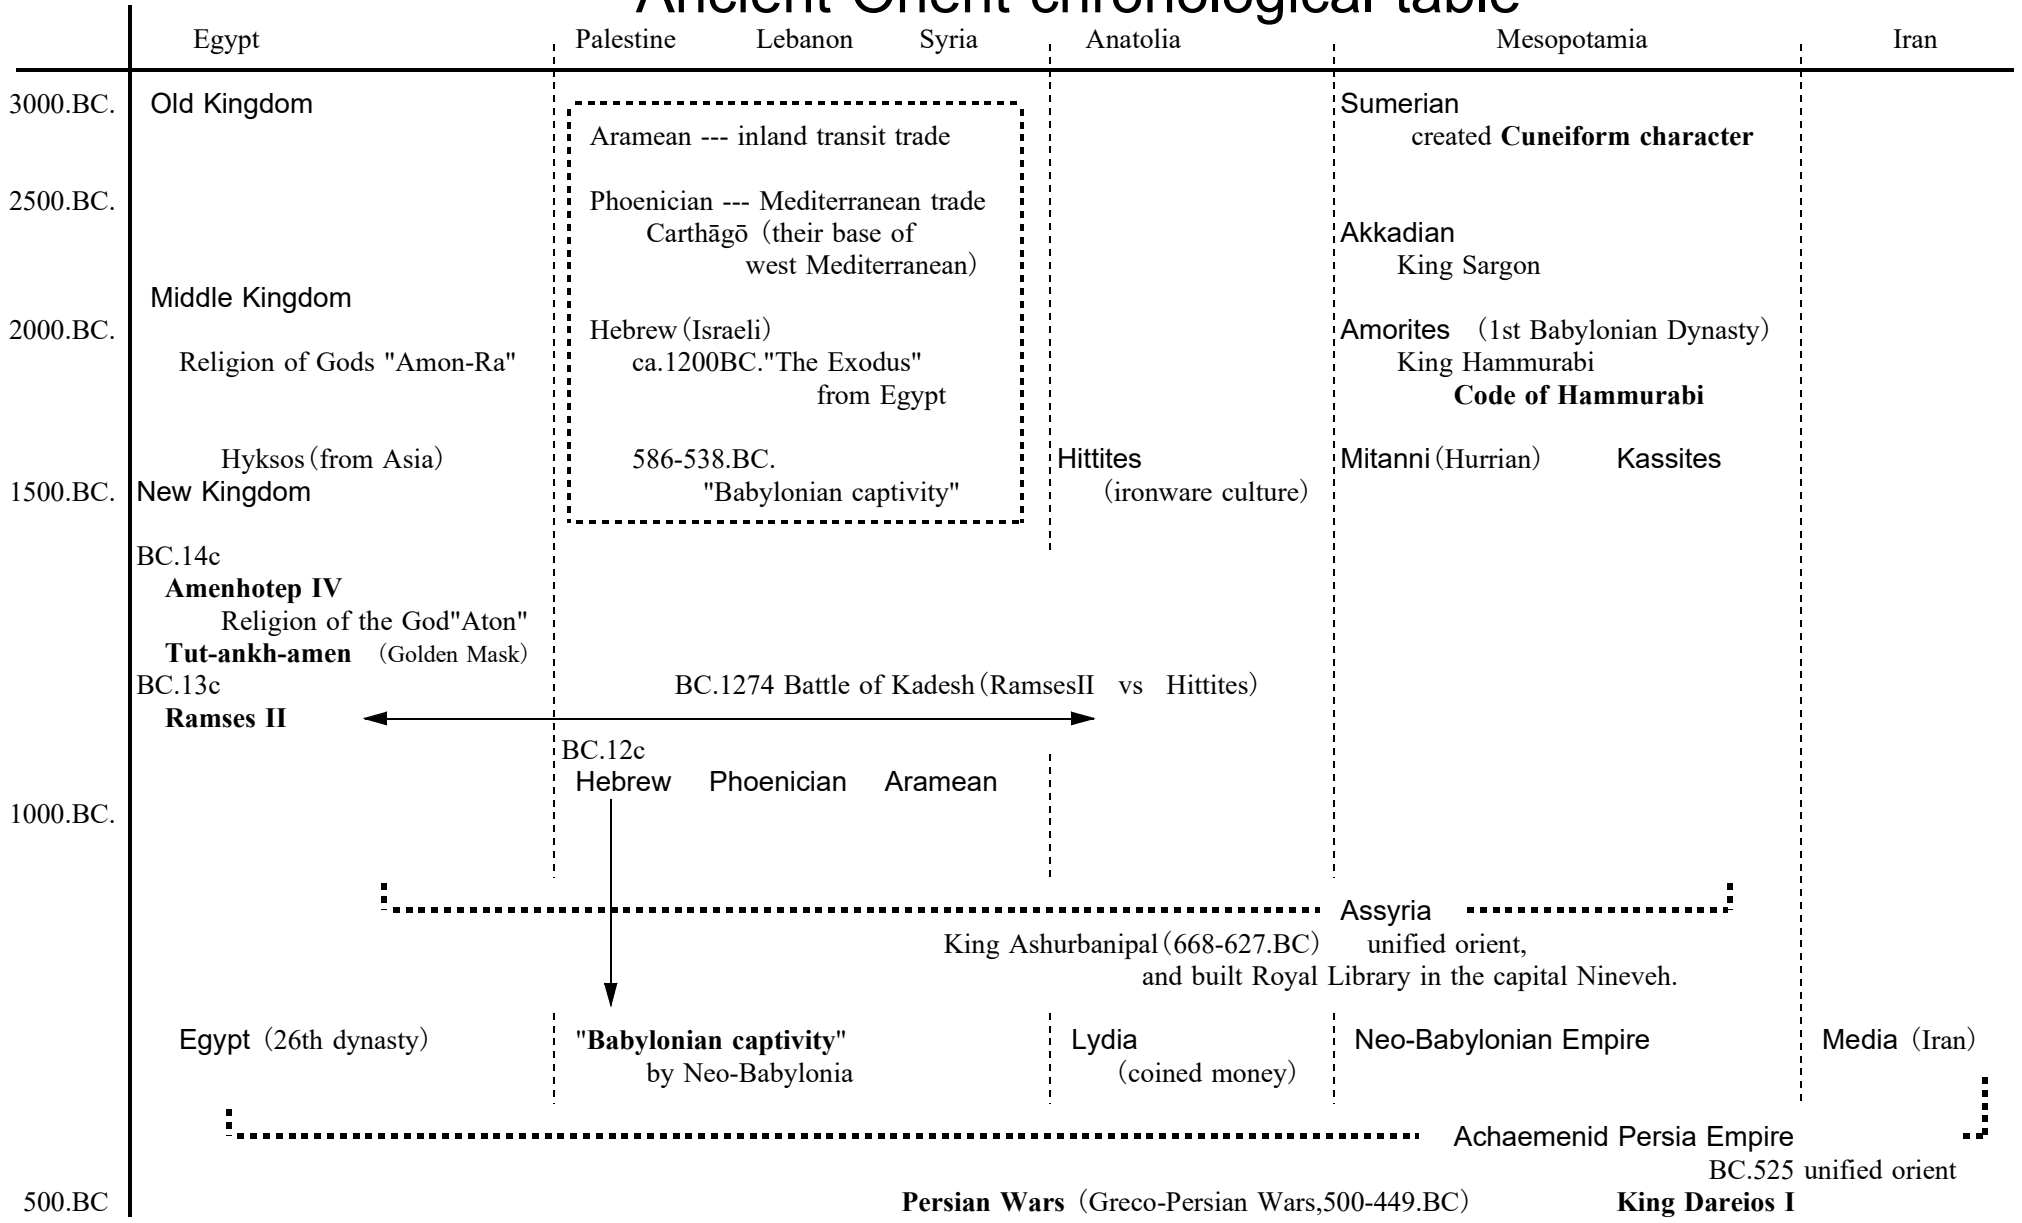 Ancient Orient chronological table
Egypt Palestine Lebanon Syria Anatolia Mesopotamia Iran
3000.BC. Old Kingdom Sumerian
Aramean --- inland transit trade created Cuneiform character
2500.BC. Phoenician --- Mediterranean trade
Carthāgō (their base of Akkadian
west Mediterranean) King Sargon
Middle Kingdom
2000.BC. Hebrew(Israeli) Amorites (1st Babylonian Dynasty)
Religion of Gods "Amon-Ra" ca.1200BC."The Exodus" King Hammurabi
from Egypt Code of Hammurabi
Hyksos(from Asia) 586-538.BC. Hittites Mitanni(Hurrian) Kassites
1500.BC. New Kingdom "Babylonian captivity" (ironware culture)
BC.14c
Amenhotep IV
Religion of the God"Aton"
Tut-ankh-amen (Golden Mask)
BC.13c BC.1274 Battle of Kadesh(RamsesII vs Hittites)
Ramses II
BC.12c
Hebrew Phoenician Aramean
1000.BC.
Assyria
King Ashurbanipal(668-627.BC) unified orient,
and built Royal Library in the capital Nineveh.
Egypt (26th dynasty) "Babylonian captivity" Lydia Neo-Babylonian Empire Media (Iran)
by Neo-Babylonia (coined money)
Achaemenid Persia Empire
BC.525 unified orient
500.BC Persian Wars (Greco-Persian Wars,500-449.BC) King Dareios I